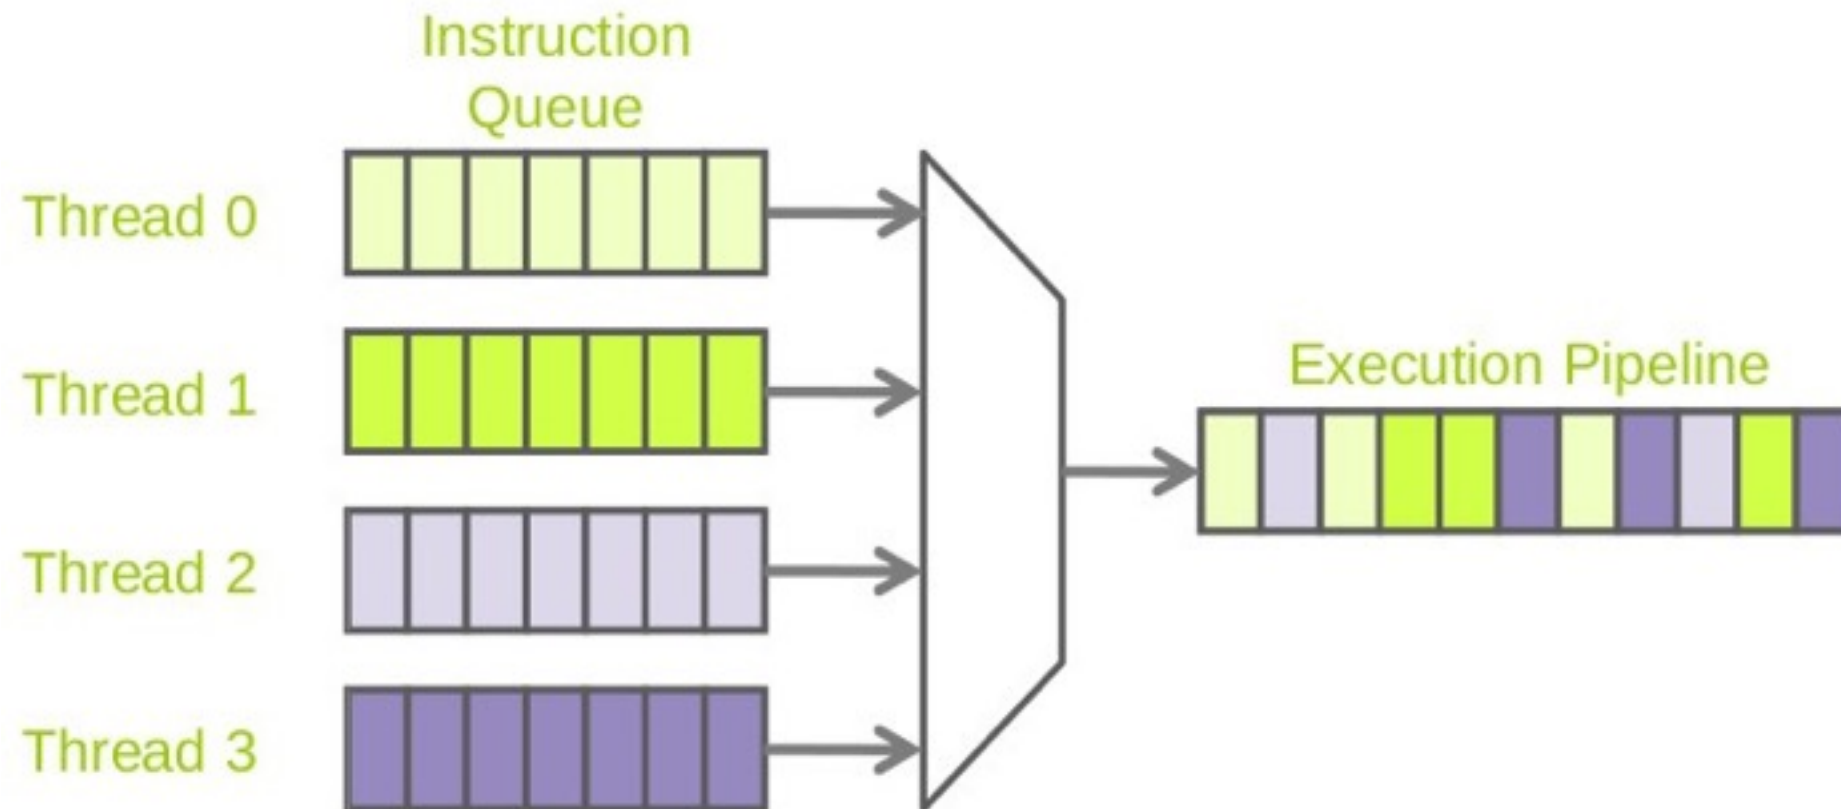 Instruction
Queue
Thread 0
Thread 1
Execution Pipeline
Thread 2
Thread 3